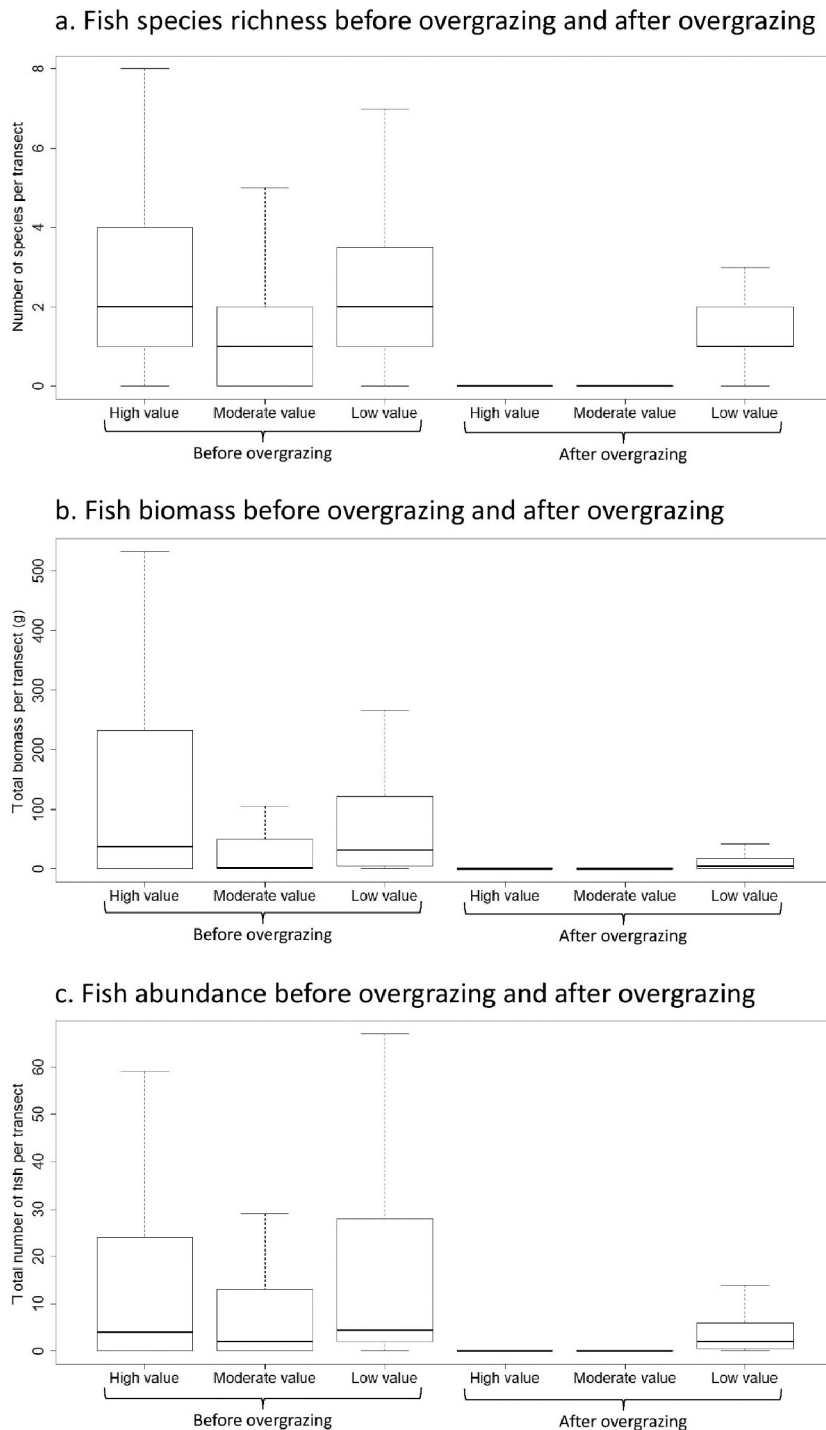 a. Fish species richness before overgrazing and after overgrazing
Number of species per transect
8
6
4
2
0
High value Moderate value Low value High value Moderate value Low value
Before overgrazing After overgrazing
b. Fish biomass before overgrazing and after overgrazing
Total biomass per transect (g)
500
400
300
200
100
0
High value Moderate value Low value High value Moderate value Low value
Before overgrazing After overgrazing
c. Fish abundance before overgrazing and after overgrazing
Total number of fish per transect
60
50
40
30
20
10
0
High value Moderate value Low value High value Moderate value Low value
Before overgrazing After overgrazing